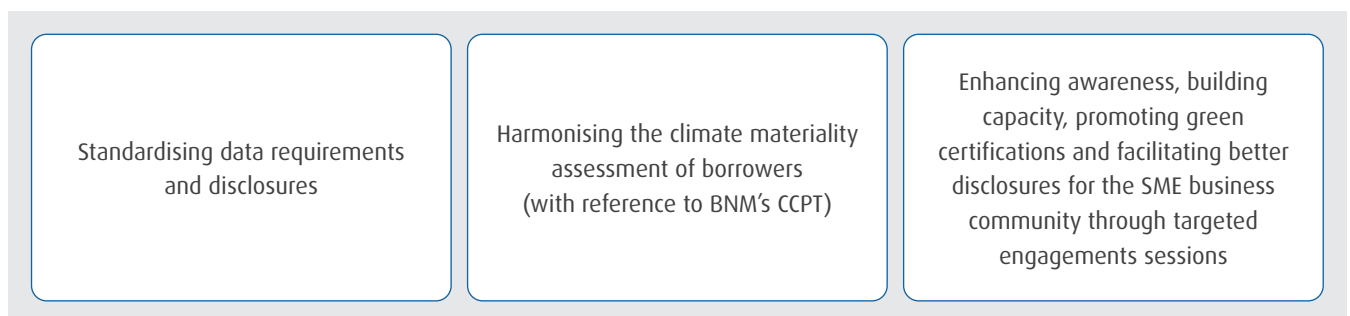 Standardising data requirements
and disclosures
Harmonising the climate materiality
assessment of borrowers
(with reference to BNM’s CCPT)
Enhancing awareness, building
capacity, promoting green
certifications and facilitating better
disclosures for the SME business
community through targeted
engagements sessions